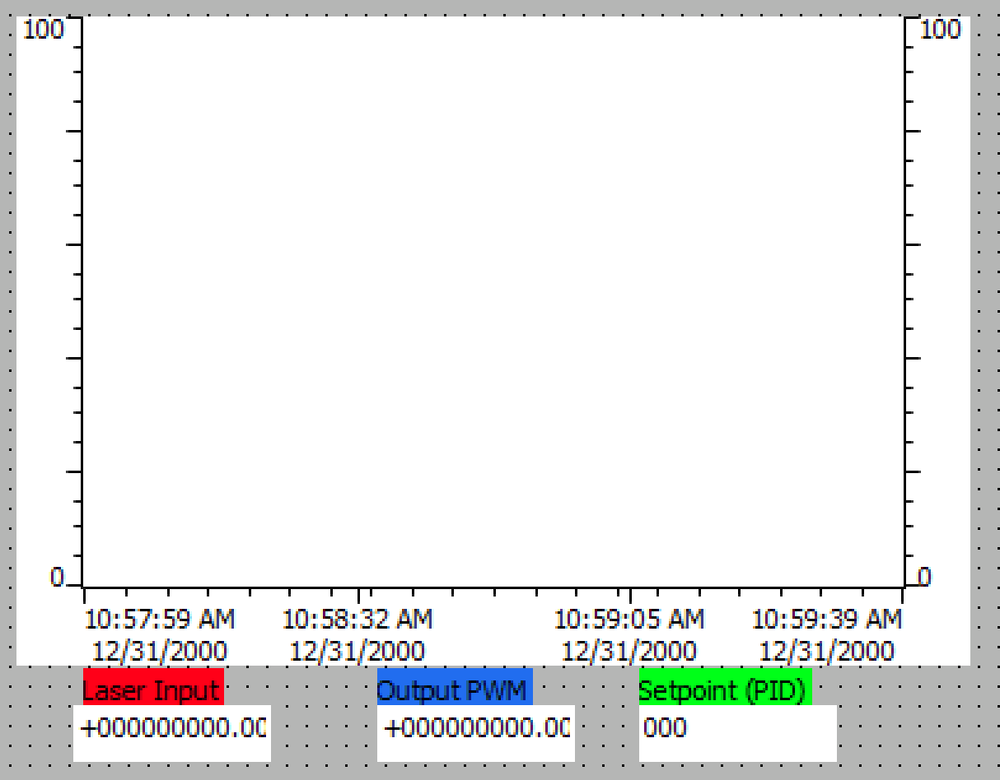 100 100
0 0
10:57:59 AM 10:58:32 AM 10:59:05 AM 10:59:39 AM
12/31/2000 12/31/2000 12/31/2000 12/31/2000
Laser Input Output PWM Setpoint (PID)
+000000000.00 +000000000.00 000